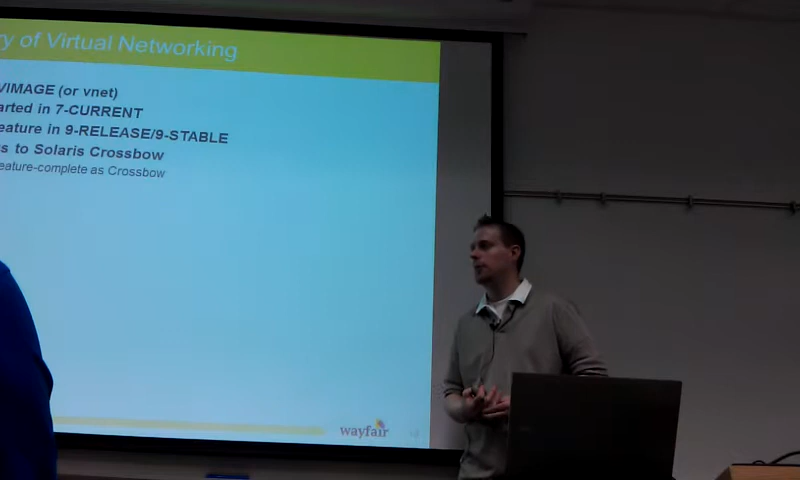 ry of Virtual Networking
VIMAGE (or vnet)
arted in 7-CURRENT
eature in 9-RELEASE/9-STABLE
s to Solaris Crossbow
eature-complete as Crossbow
wayfair